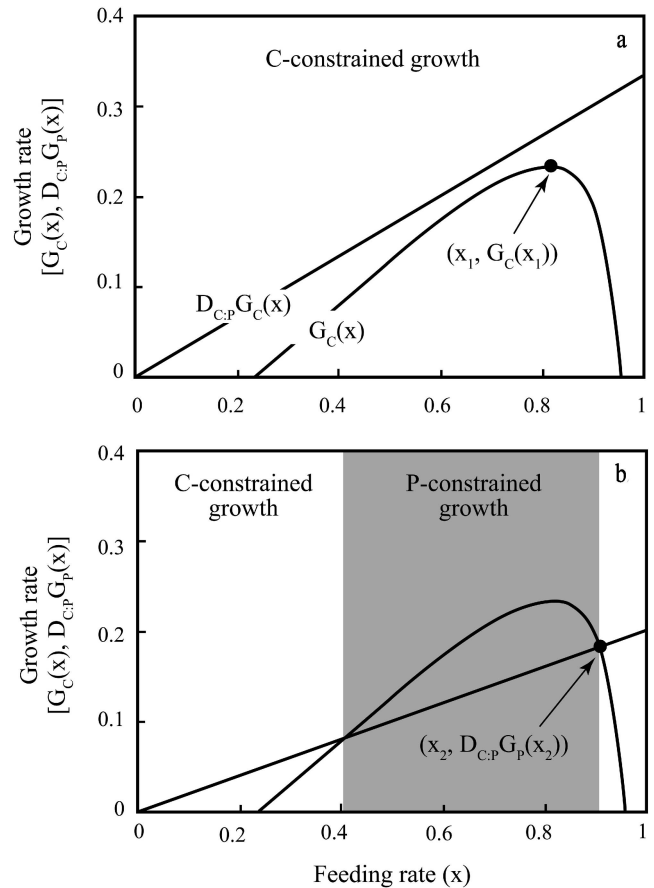 0.4
0.3
0.2
0.1
0
a
C-constrained growth
Growth rate
[G_C(x), D_C:P G_P(x)]
(x_1, G_C(x_1))
D_C:P G_C(x)
G_C(x)
0 0.2 0.4 0.6 0.8 1
0.4
0.3
0.2
0.1
0
b
C-constrained
growth
P-constrained
growth
Growth rate
[G_C(x), D_C:P G_P(x)]
(x_2, D_C:P G_P(x_2))
0 0.2 0.4 0.6 0.8 1
Feeding rate (x)